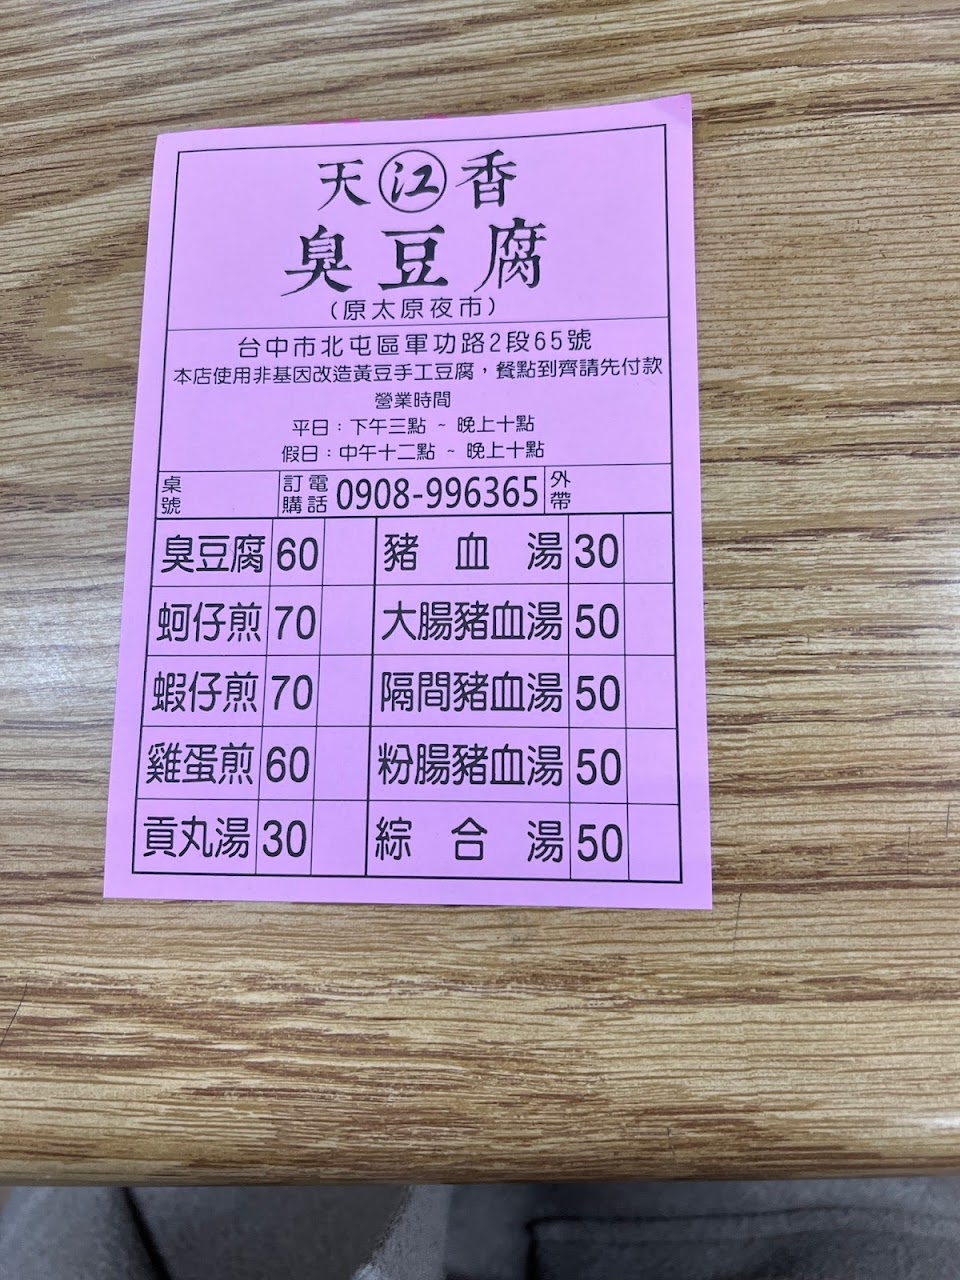 天江香
臭豆腐
(原太原夜市)
台中市北屯區軍功路2段65號
本店使用非基因改造黃豆手工豆腐，餐點到齊請先付款
營業時間
平日：下午三點 ~ 晚上十點
假日：中午十二點 ~ 晚上十點
桌號 訂購電話 0908-996365 外帶
臭豆腐 60 豬血湯 30
蚵仔煎 70 大腸豬血湯 50
蝦仔煎 70 隔間豬血湯 50
雞蛋煎 60 粉腸豬血湯 50
貢丸湯 30 綜合湯 50